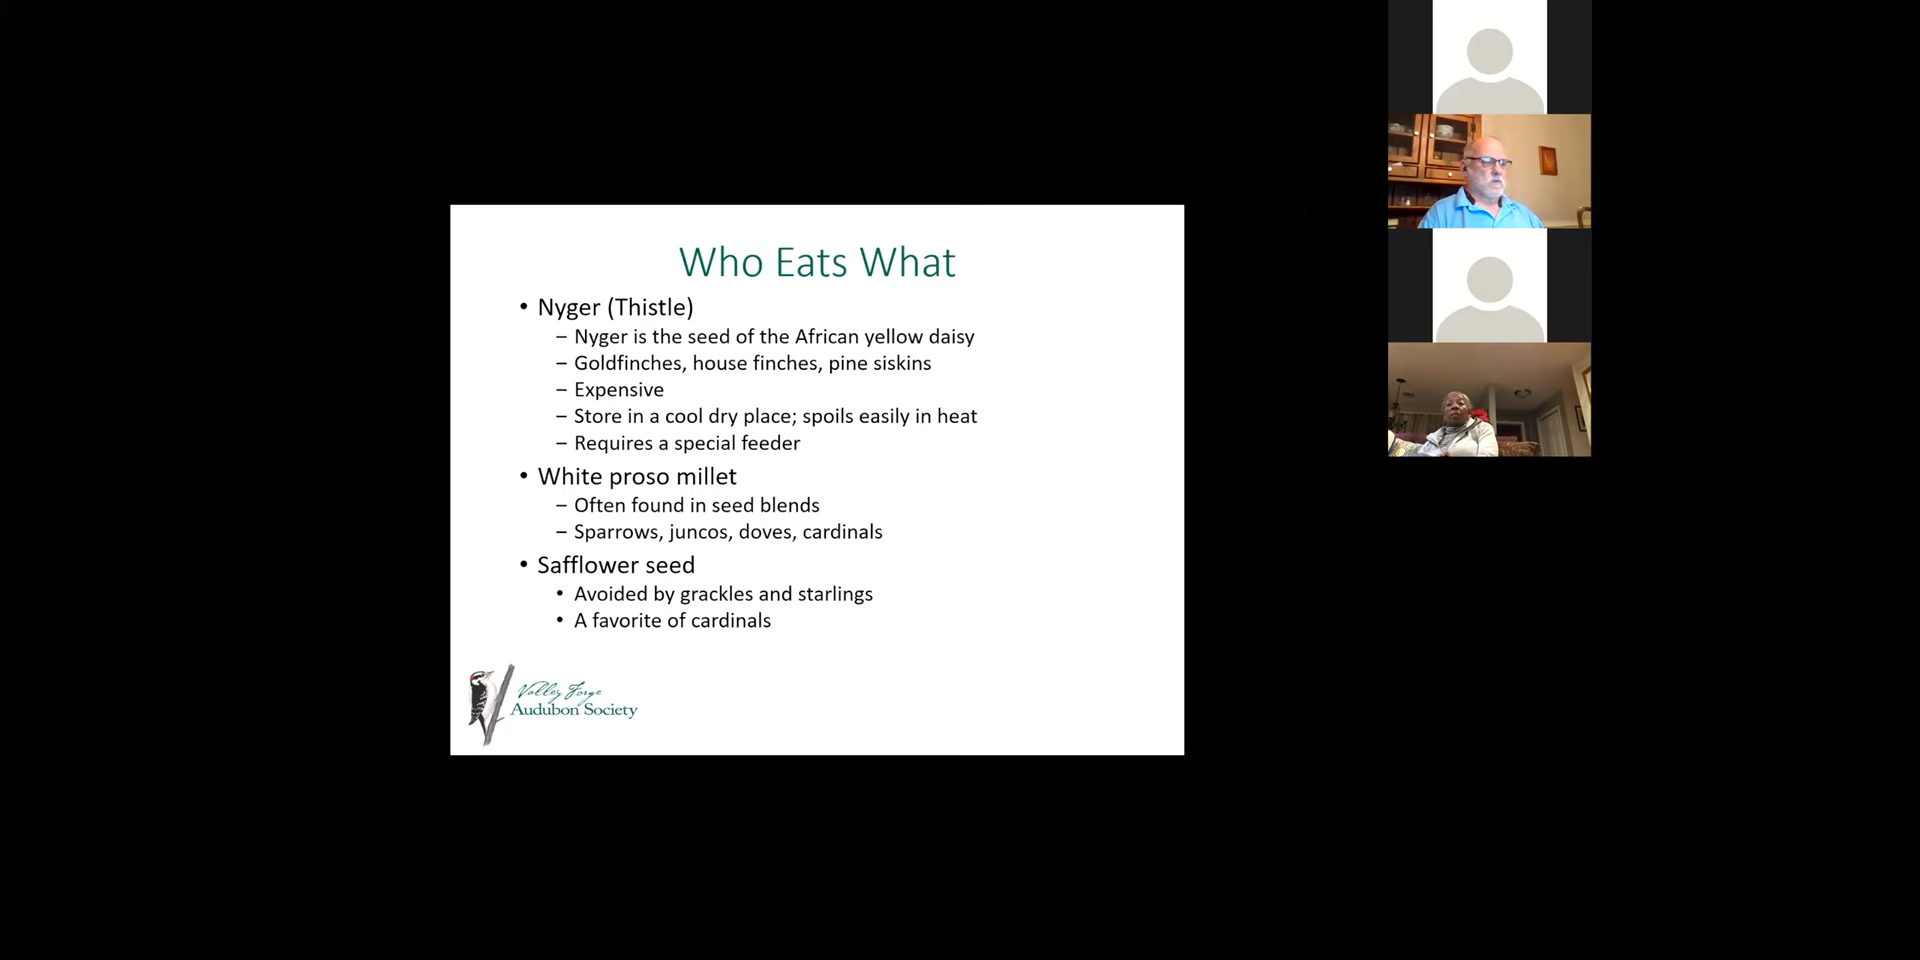 Who Eats What
• Nyger (Thistle)
– Nyger is the seed of the African yellow daisy
– Goldfinches, house finches, pine siskins
– Expensive
– Store in a cool dry place; spoils easily in heat
– Requires a special feeder
• White proso millet
– Often found in seed blends
– Sparrows, juncos, doves, cardinals
• Safflower seed
• Avoided by grackles and starlings
• A favorite of cardinals
Valley Forge
Audubon Society